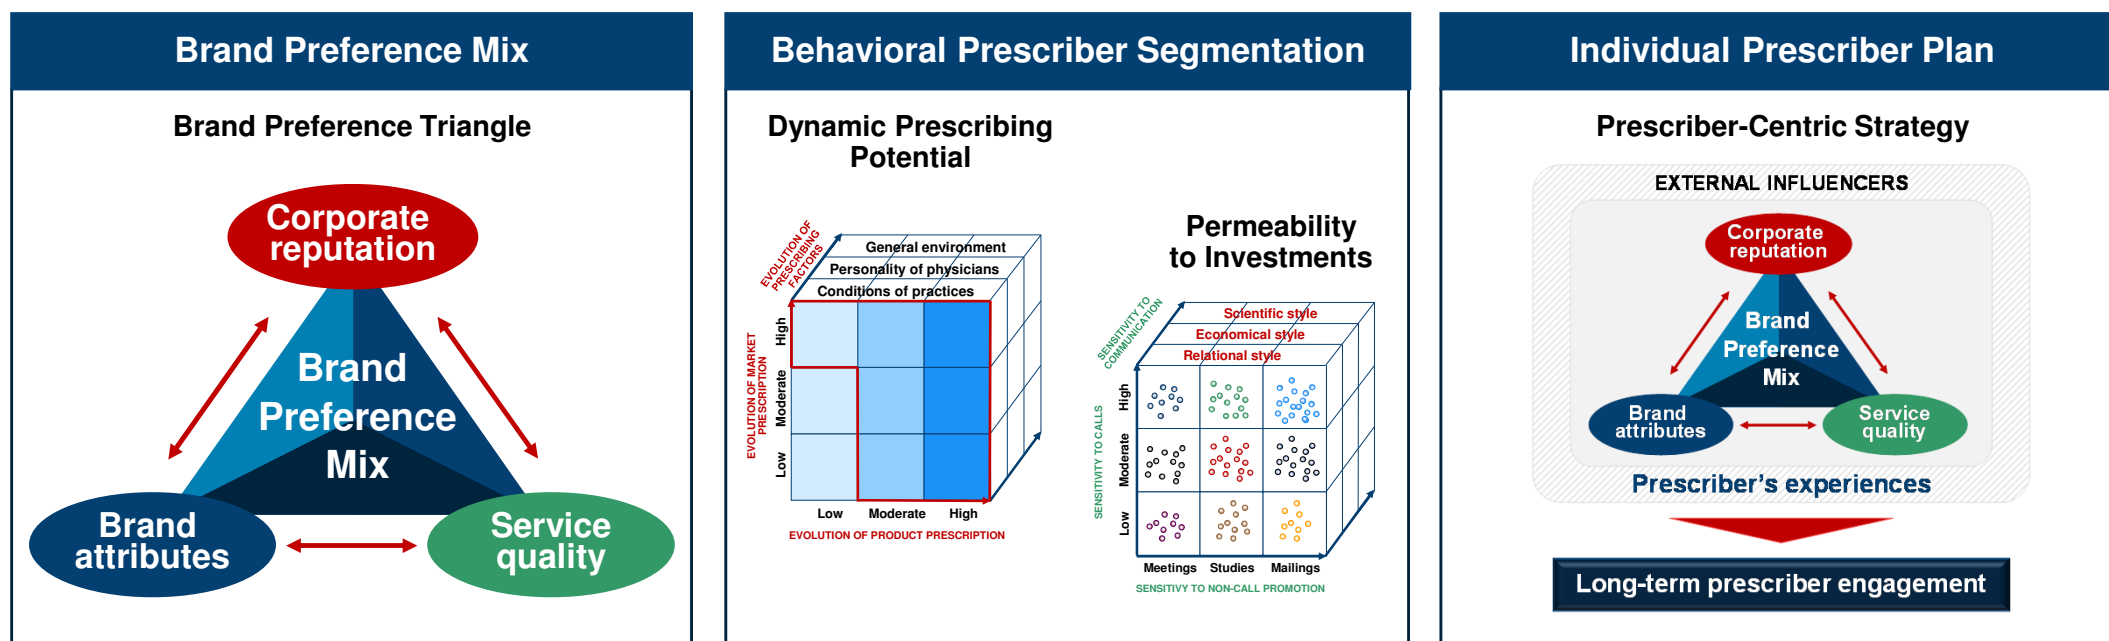 Brand Preference Mix
Brand Preference Triangle
Corporate
reputation
Brand
Preference
Mix
Brand
attributes
Service
quality
Behavioral Prescriber Segmentation
Dynamic Prescribing
Potential
EVOLUTION OF
PRESCRIBING
FACTORS
General environment
Personality of physicians
Conditions of practices
EVOLUTION OF MARKET
PRESCRIPTION
High
Moderate
Low
Low Moderate High
EVOLUTION OF PRODUCT PRESCRIPTION
Permeability
to Investments
SENSITIVITY TO
COMMUNICATION
Scientific style
Economical style
Relational style
SENSITIVITY TO CALLS
High
Moderate
Low
Meetings Studies Mailings
SENSITIVY TO NON-CALL PROMOTION
Individual Prescriber Plan
Prescriber-Centric Strategy
EXTERNAL INFLUENCERS
Corporate
reputation
Brand
Preference
Mix
Brand
attributes
Service
quality
Prescriber's experiences
Long-term prescriber engagement